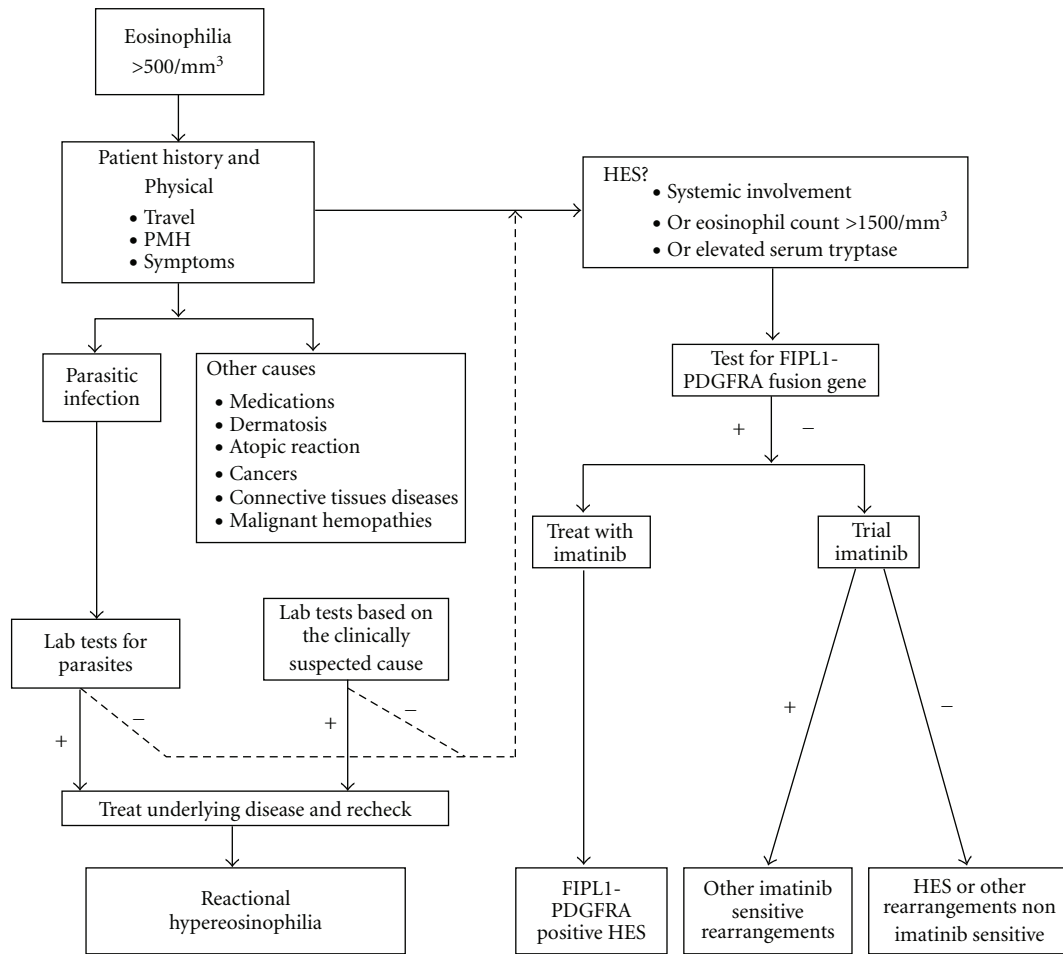 Eosinophilia
>500/mm³
Patient history and
Physical
• Travel
• PMH
• Symptoms
HES?
• Systemic involvement
• Or eosinophil count >1500/mm³
• Or elevated serum tryptase
Parasitic
infection
Other causes
• Medications
• Dermatosis
• Atopic reaction
• Cancers
• Connective tissues diseases
• Malignant hemopathies
Test for FIPL1-
PDGFRA fusion gene
+ −
Treat with
imatinib
Trial
imatinib
Lab tests for
parasites
Lab tests based on
the clinically
suspected cause
+ −
+ −
+ −
Treat underlying disease and recheck
Reactional
hypereosinophilia
FIPL1-
PDGFRA
positive HES
Other imatinib
sensitive
rearrangements
HES or other
rearrangements non
imatinib sensitive